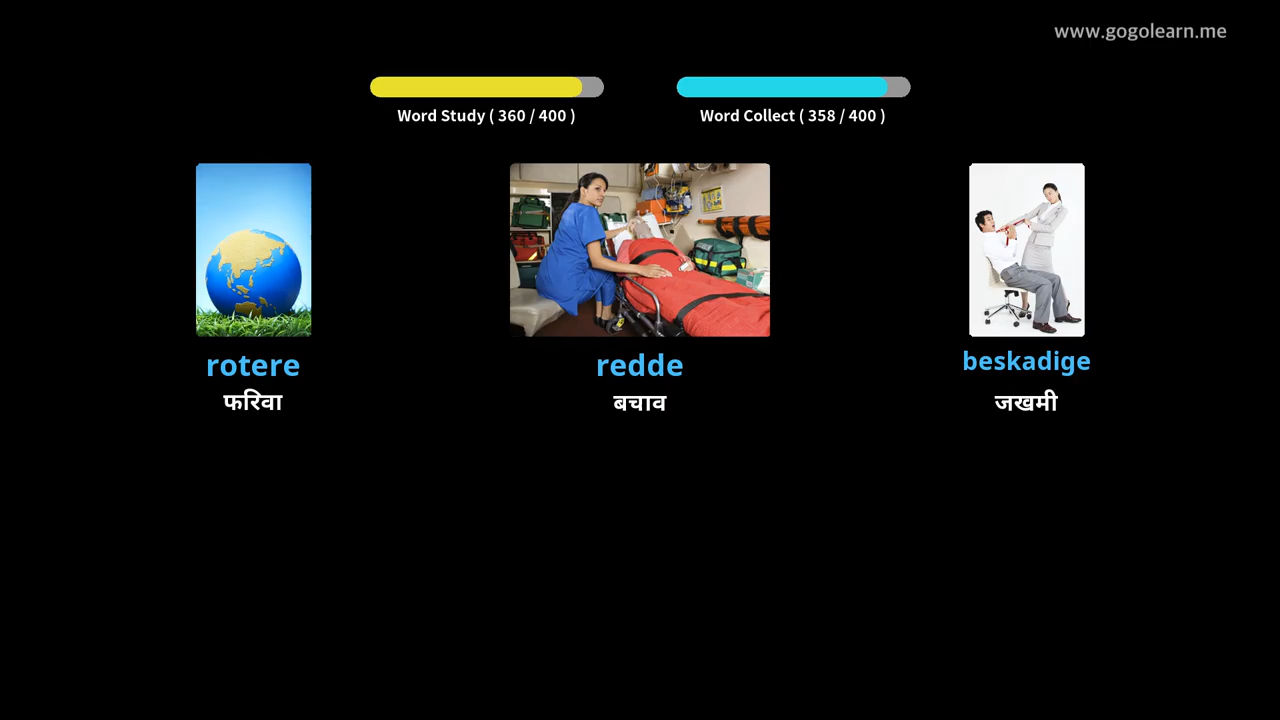 www.gogolearn.me
Word Study ( 360 / 400 )
Word Collect ( 358 / 400 )
rotere
redde
beskadige
फरिवा
बचाव
जखमी